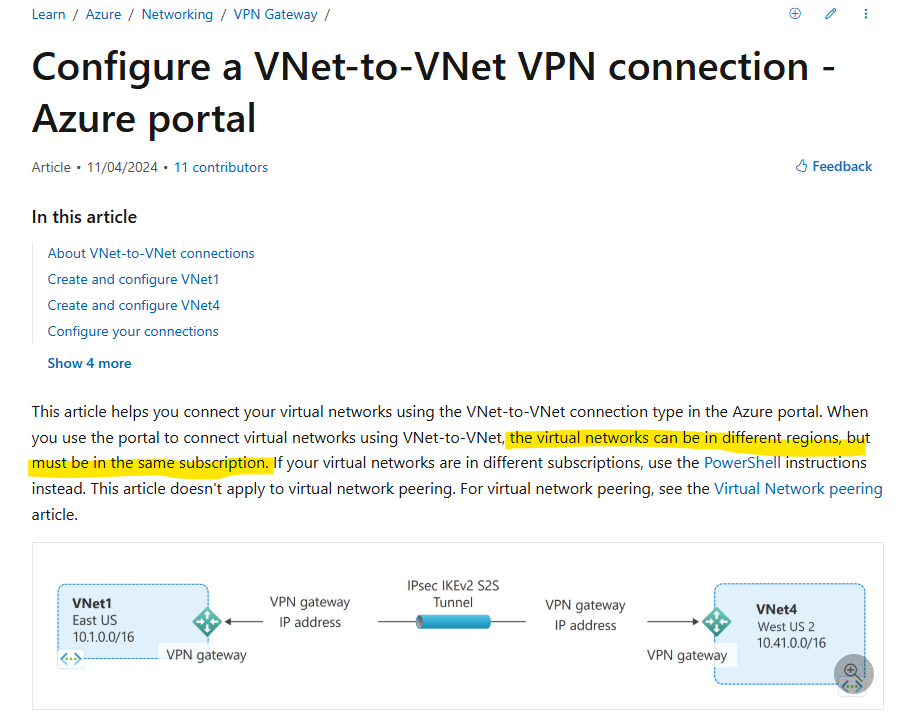 Learn / Azure / Networking / VPN Gateway /
Configure a VNet-to-VNet VPN connection -
Azure portal
Article • 11/04/2024 • 11 contributors
Feedback
In this article
About VNet-to-VNet connections
Create and configure VNet1
Create and configure VNet4
Configure your connections
Show 4 more
This article helps you connect your virtual networks using the VNet-to-VNet connection type in the Azure portal. When
you use the portal to connect virtual networks using VNet-to-VNet, the virtual networks can be in different regions, but
must be in the same subscription. If your virtual networks are in different subscriptions, use the PowerShell instructions
instead. This article doesn't apply to virtual network peering. For virtual network peering, see the Virtual Network peering
article.
VNet1
East US
10.1.0.0/16
VPN gateway
VPN gateway
IP address
IPsec IKEv2 S2S
Tunnel
VPN gateway
IP address
VNet4
West US 2
10.41.0.0/16
VPN gateway